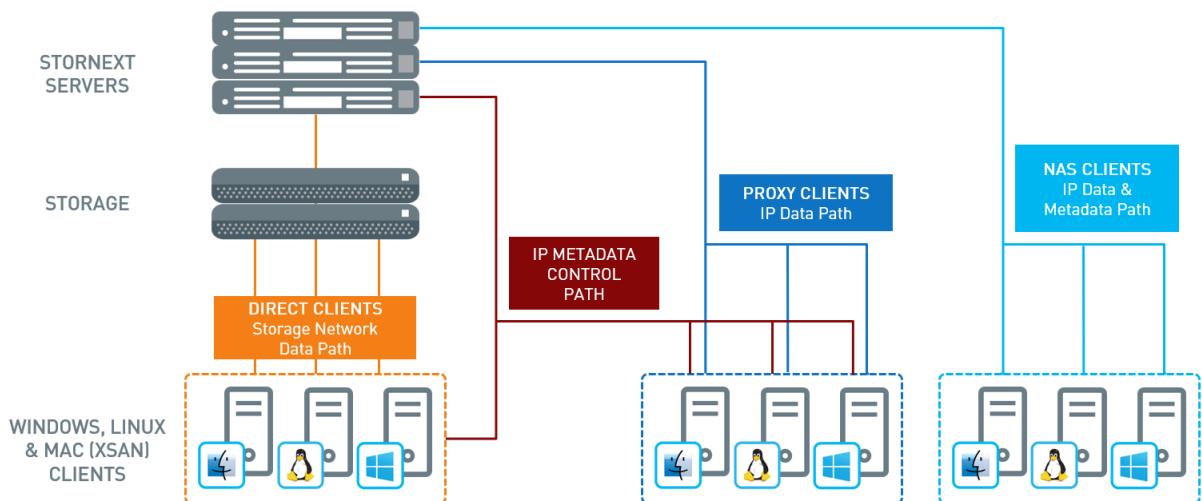 STORNEXT
SERVERS
STORAGE
NAS CLIENTS
IP Data &
Metadata Path
PROXY CLIENTS
IP Data Path
IP METADATA
CONTROL
PATH
DIRECT CLIENTS
Storage Network
Data Path
WINDOWS, LINUX
& MAC (XSAN)
CLIENTS